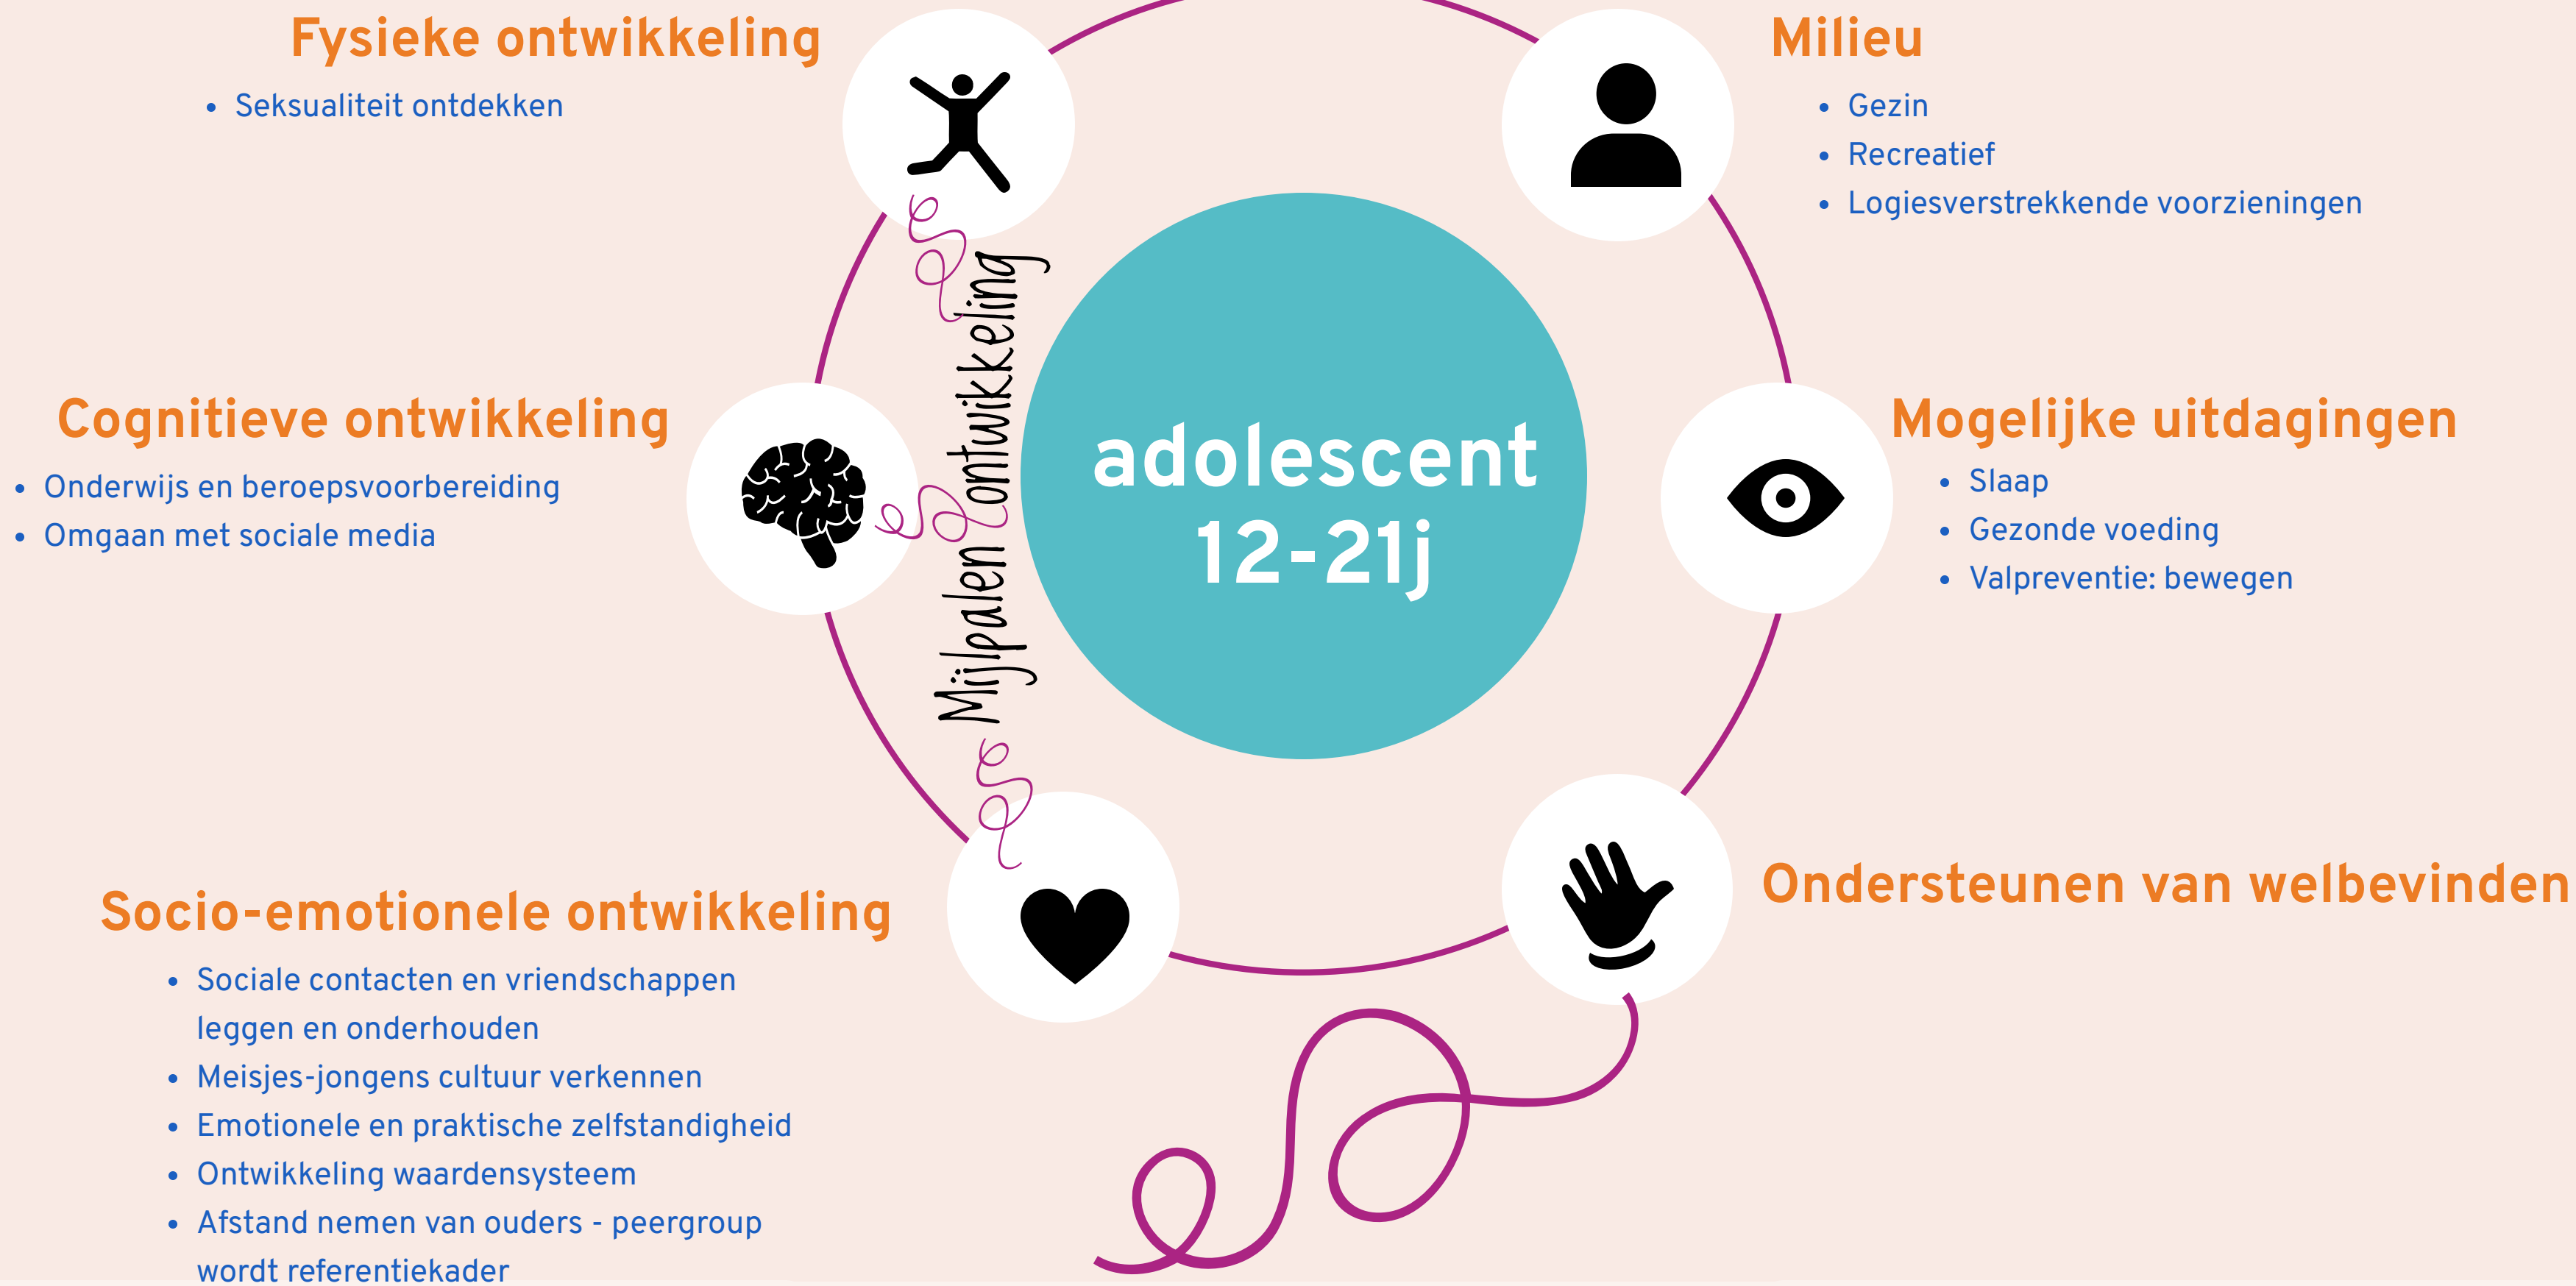 Fysieke ontwikkeling
Seksualiteit ontdekken
Cognitieve ontwikkeling
Onderwijs en beroepsvoorbereiding
Omgaan met sociale media
Socio-emotionele ontwikkeling
Sociale contacten en vriendschappen
leggen en onderhouden
Meisjes-jongens cultuur verkennen
Emotionele en praktische zelfstandigheid
Ontwikkeling waardensysteem
Afstand nemen van ouders - peergroup
wordt referentiekader
Mijlpalen ontwikkeling
adolescent
12-21j
Milieu
Gezin
Recreatief
Logiesverstrekkende voorzieningen
Mogelijke uitdagingen
Slaap
Gezonde voeding
Valpreventie: bewegen
Ondersteunen van welbevinden